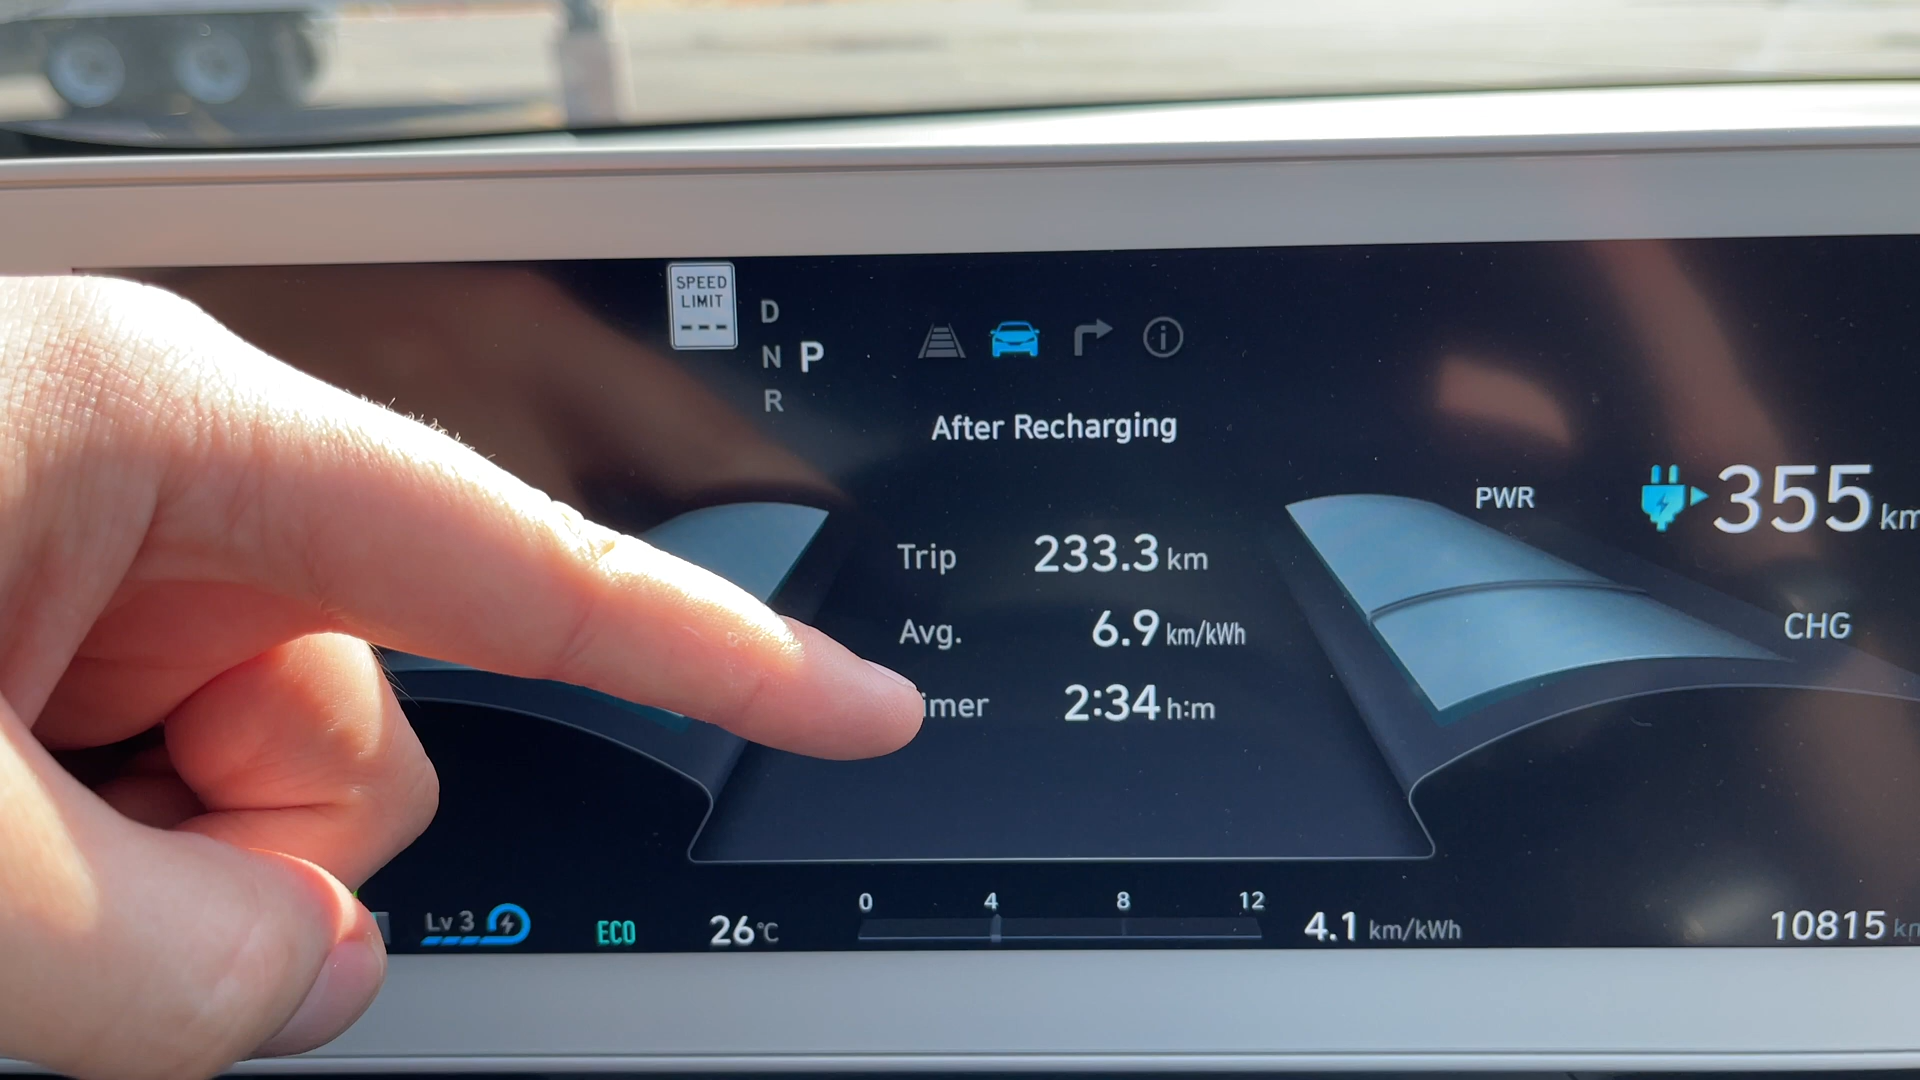 SPEED
LIMIT
---
D
N P
R
After Recharging
PWR
355 km
Trip 233.3 km
Avg. 6.9 km/kWh
CHG
imer 2:34 h:m
0 4 8 12
Lv 3
ECO
26°C
4.1 km/kWh
10815 km